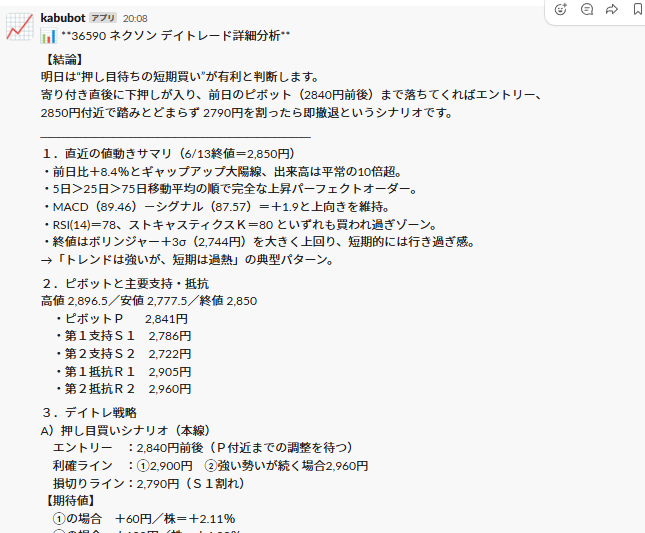 kabubot アプリ 20:08
**36590 ネクソン デイトレード詳細分析**
【結論】
明日は“押し目待ちの短期買い”が有利と判断します。
寄り付き直後に下押しが入り、前日のピボット（2840円前後）まで落ちてくればエントリー、
2850円付近で踏みとどまらず 2790円を割ったら即撤退というシナリオです。
１．直近の値動きサマリ（6/13終値＝2,850円）
・前日比＋8.4%とギャップアップ大陽線、出来高は平常の10倍超。
・5日＞25日＞75日移動平均の順で完全な上昇パーフェクトオーダー。
・MACD（89.46）－シグナル（87.57）＝＋1.9と上向きを維持。
・RSI(14)＝78、ストキャスティクスＫ＝80 といずれも買われ過ぎゾーン。
・終値はボリンジャー＋3σ（2,744円）を大きく上回り、短期的には行き過ぎ感。
→「トレンドは強いが、短期は過熱」の典型パターン。
２．ピボットと主要支持・抵抗
高値 2,896.5／安値 2,777.5／終値 2,850
・ピボットＰ 2,841円
・第１支持Ｓ１ 2,786円
・第２支持Ｓ２ 2,722円
・第１抵抗Ｒ１ 2,905円
・第２抵抗Ｒ２ 2,960円
３．デイトレ戦略
A）押し目買いシナリオ（本線）
エントリー ：2,840円前後（Ｐ付近までの調整を待つ）
利確ライン ：①2,900円 ②強い勢いが続く場合2,960円
損切りライン：2,790円（Ｓ１割れ）
【期待値】
①の場合 ＋60円／株＝＋2.11%